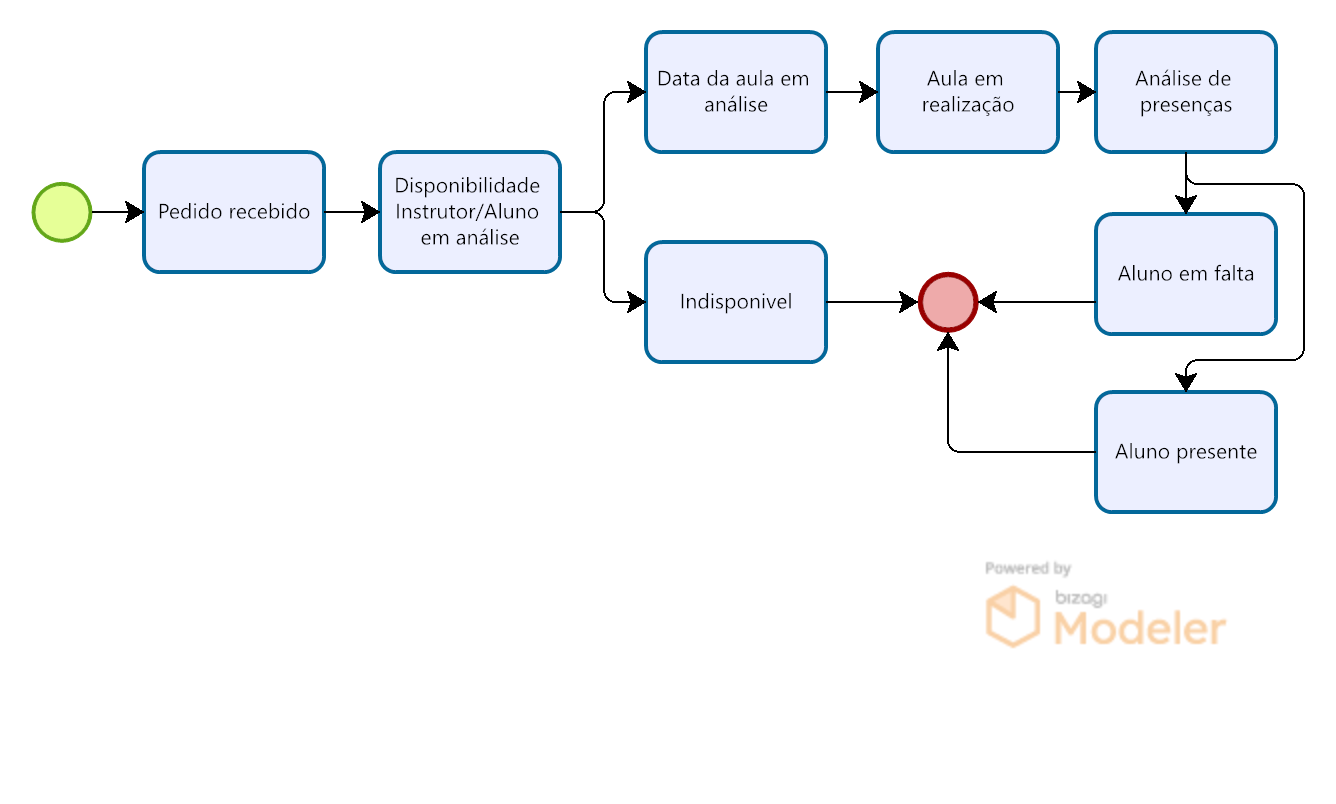 Data da aula em
análise
Aula em
realização
Análise de
presenças
Pedido recebido
Disponibilidade
Instrutor/Aluno
em análise
Indisponivel
Aluno em falta
Aluno presente
Powered by
bizagi
Modeler